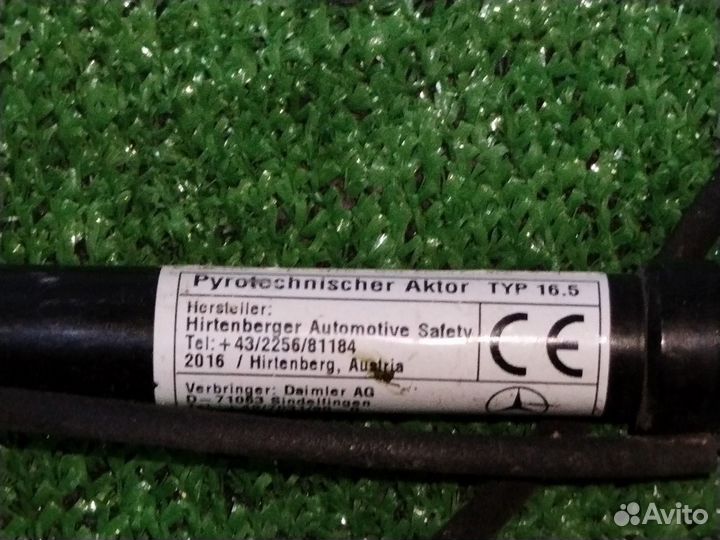 Pyrotechnischer Aktor TYP 16.5
Hersteller:
Hirtenberger Automotive Safety
Tel: +43/2256/81184
2016 / Hirtenberg, Austria
CE
Verbringer: Daimler AG
D-71063 Sindelfingen
Avito